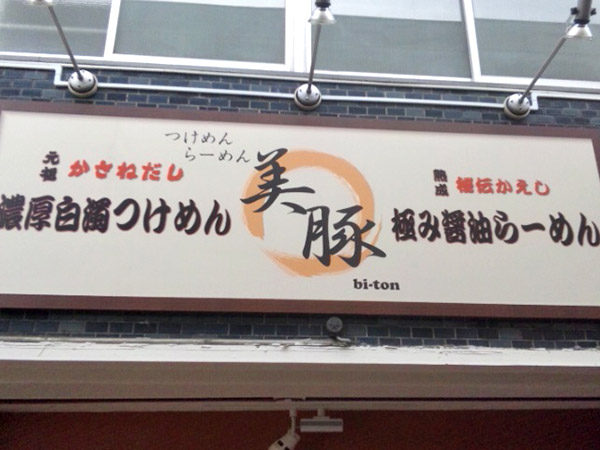 つけめん
らーめん
美豚
bi-ton
元祖 かさねだし
濃厚白濁つけめん
熟成 秘伝かえし
極み醤油らーめん